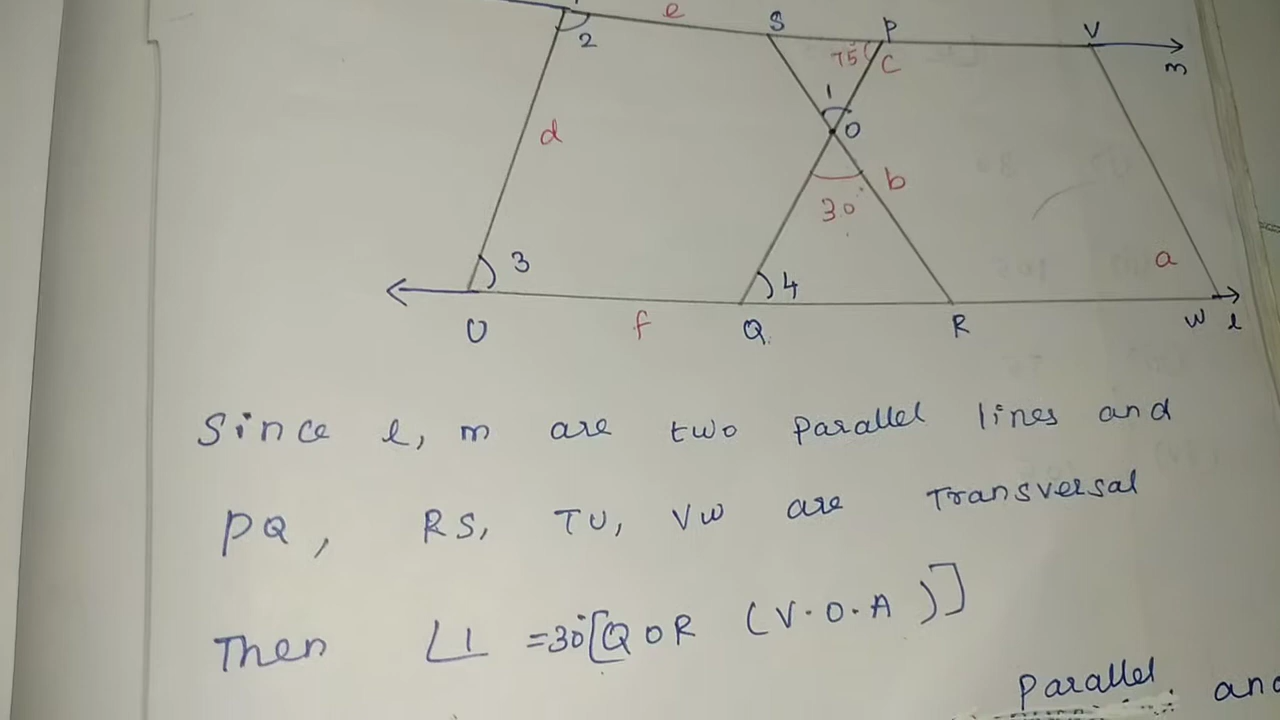 e
2 S P V
75° C m
1
O
d
b
30°
3 4 a
U f Q R W l
Since l, m are two parallel lines and
PQ, RS, TU, VW are Transversal
Then ∠1 =30°[QOR (V.O.A)]
Parallel and